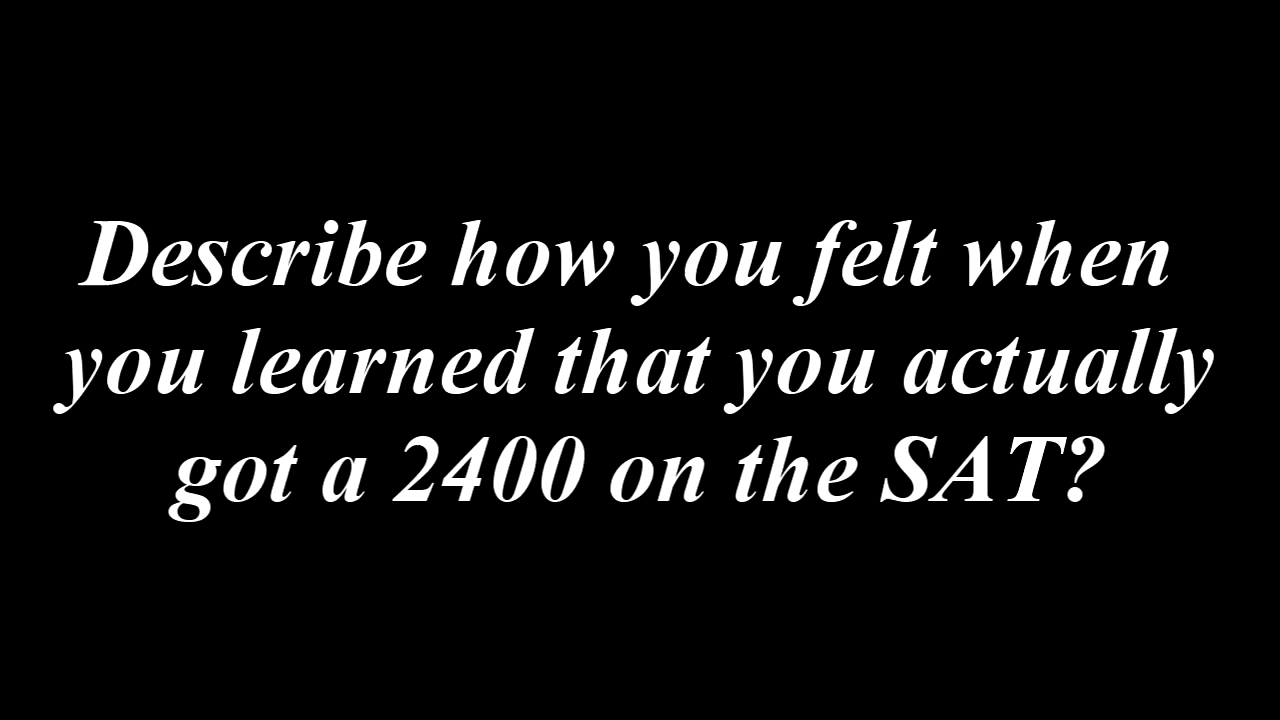 Describe how you felt when
you learned that you actually
got a 2400 on the SAT?